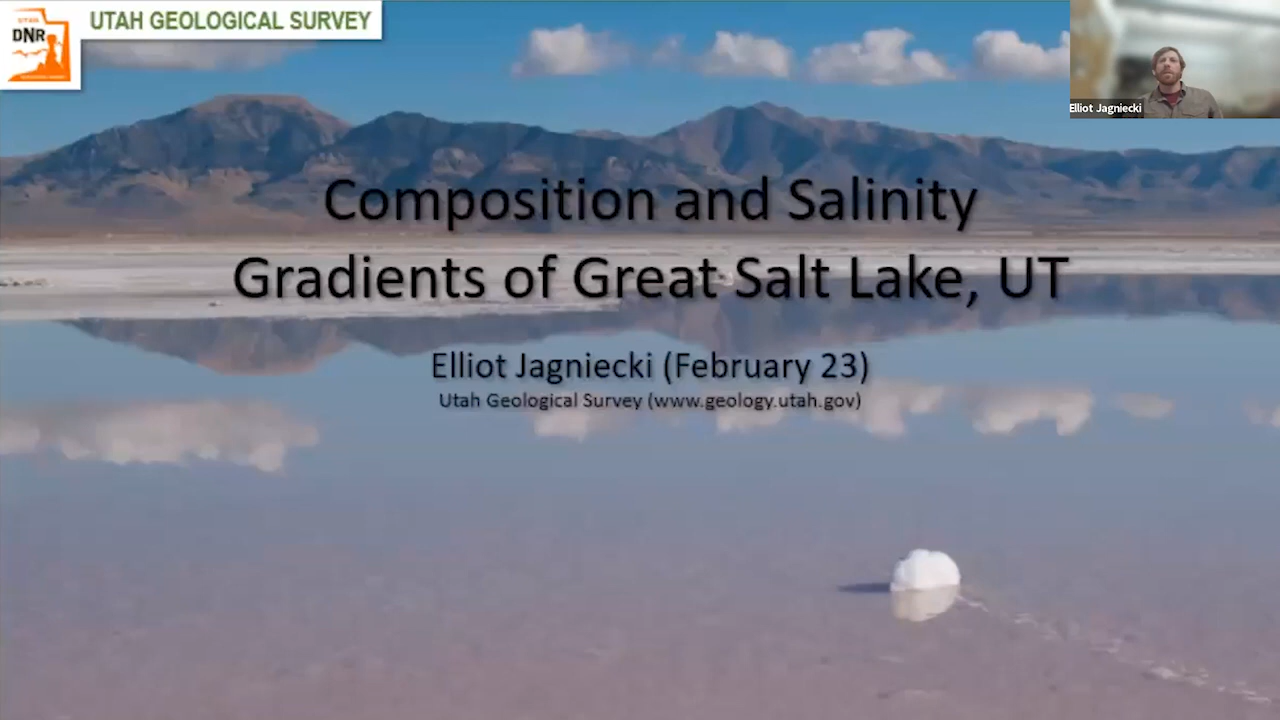 UTAH GEOLOGICAL SURVEY
UTAH
DNR
Elliot Jagniecki
Composition and Salinity
Gradients of Great Salt Lake, UT
Elliot Jagniecki (February 23)
Utah Geological Survey (www.geology.utah.gov)